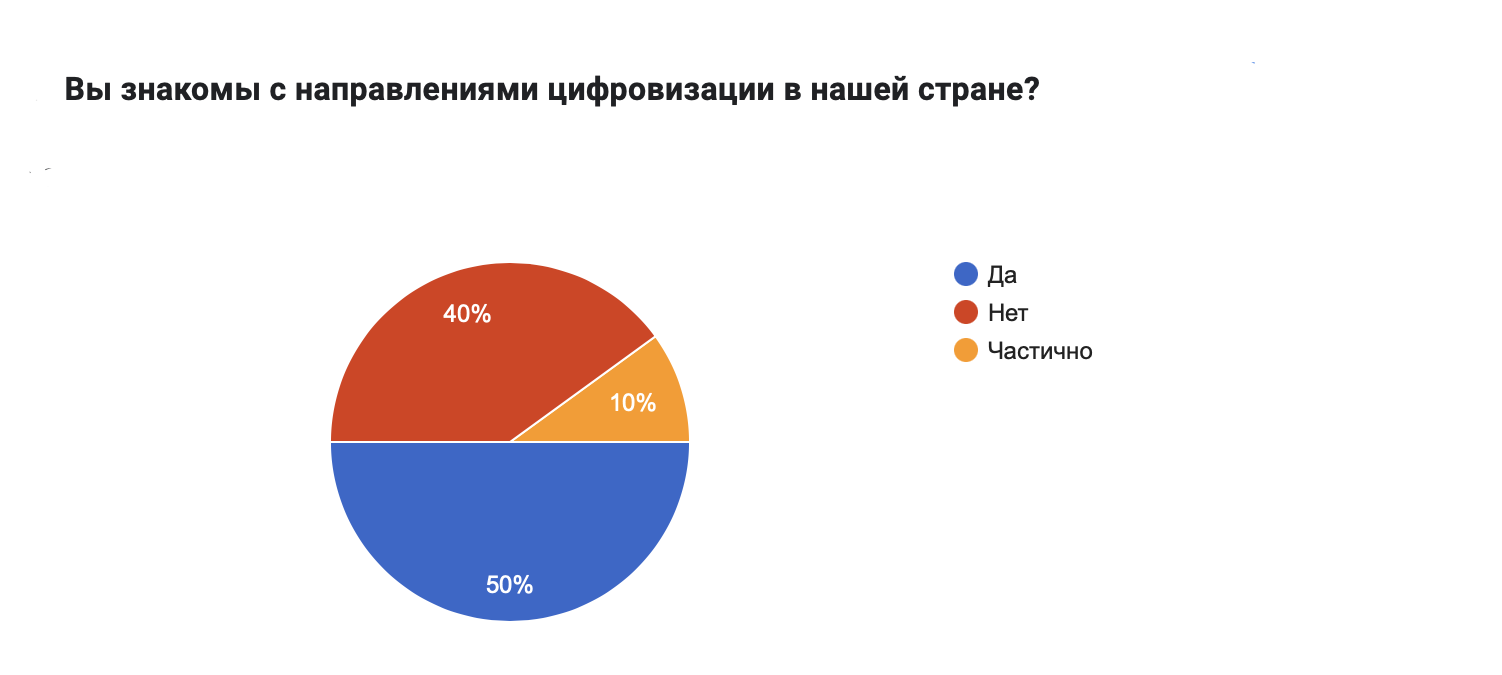 Вы знакомы с направлениями цифровизации в нашей стране?
Да
Нет
Частично
40%
10%
50%